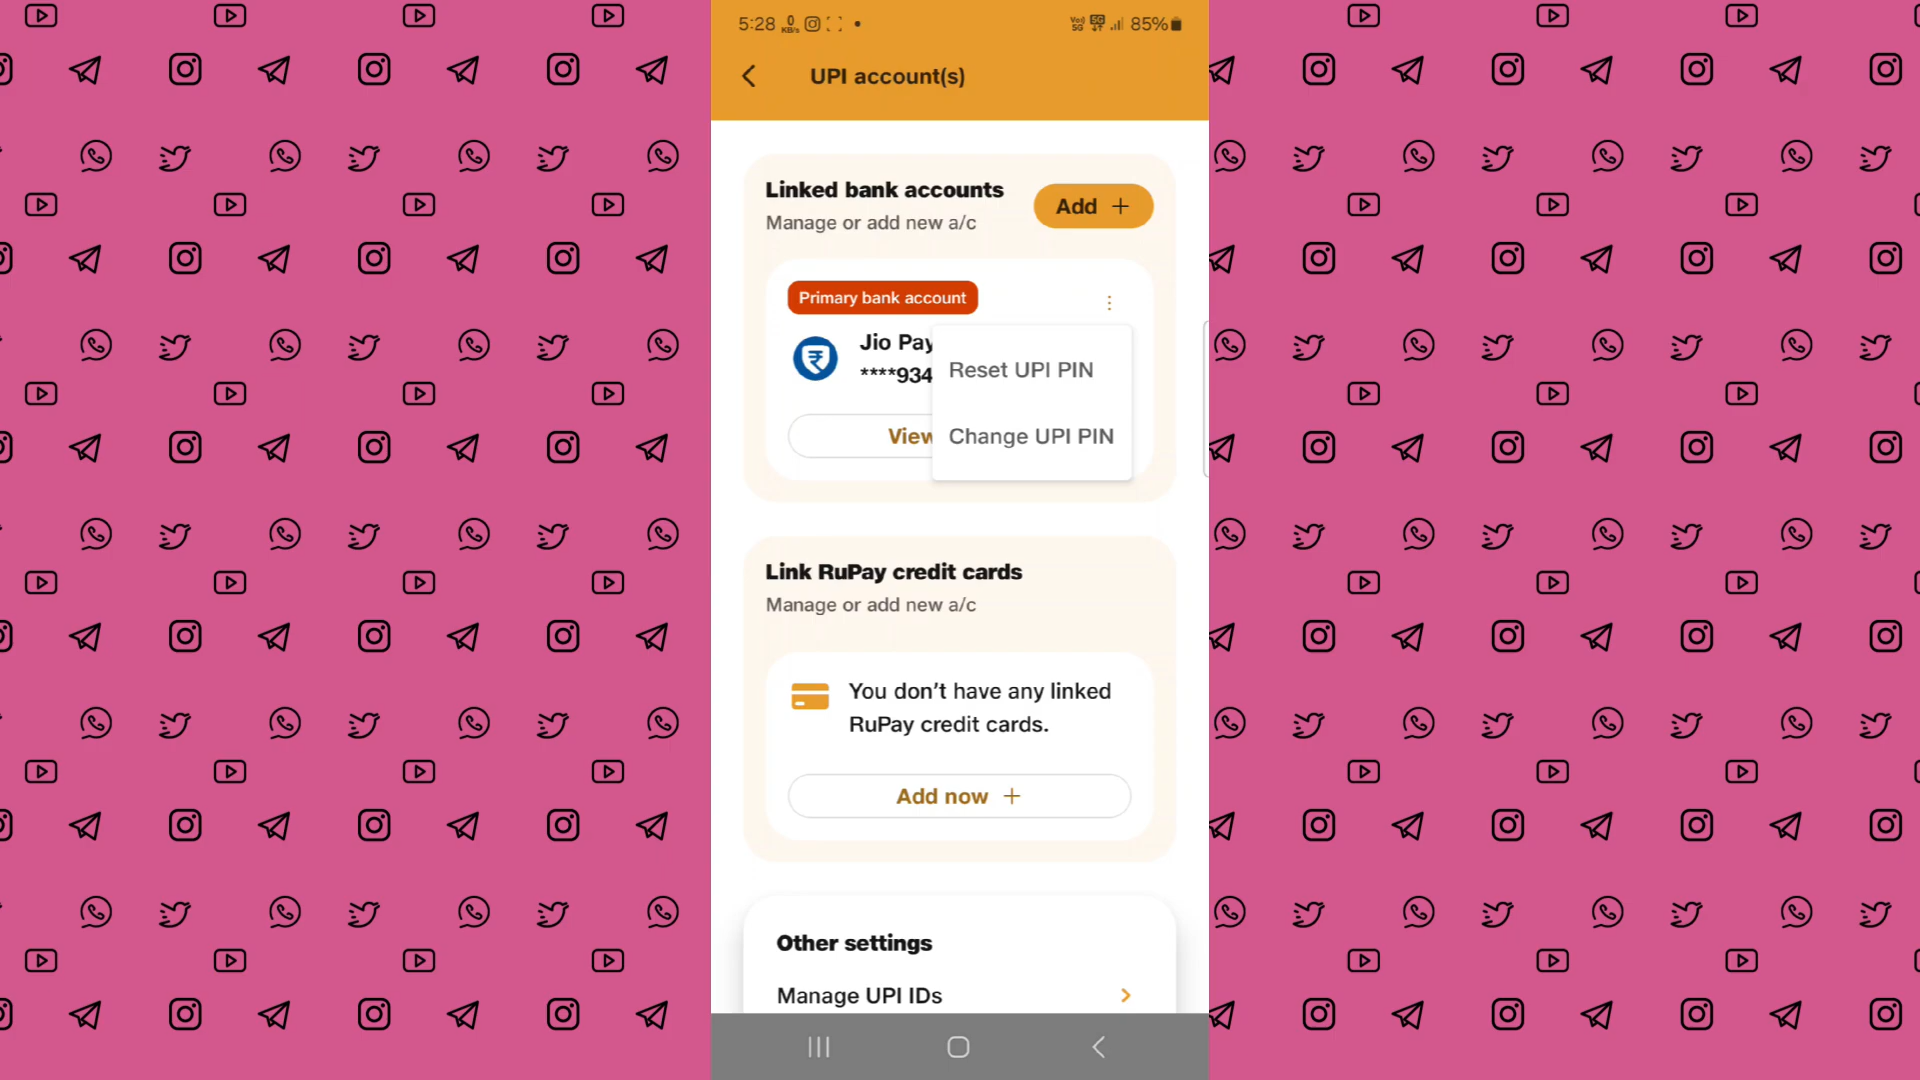 5:28 0 KB/s 85%
UPI account(s)
Linked bank accounts
Manage or add new a/c
Add +
Primary bank account
Jio Pay
****934
Reset UPI PIN
View
Change UPI PIN
Link RuPay credit cards
Manage or add new a/c
You don’t have any linked
RuPay credit cards.
Add now +
Other settings
Manage UPI IDs